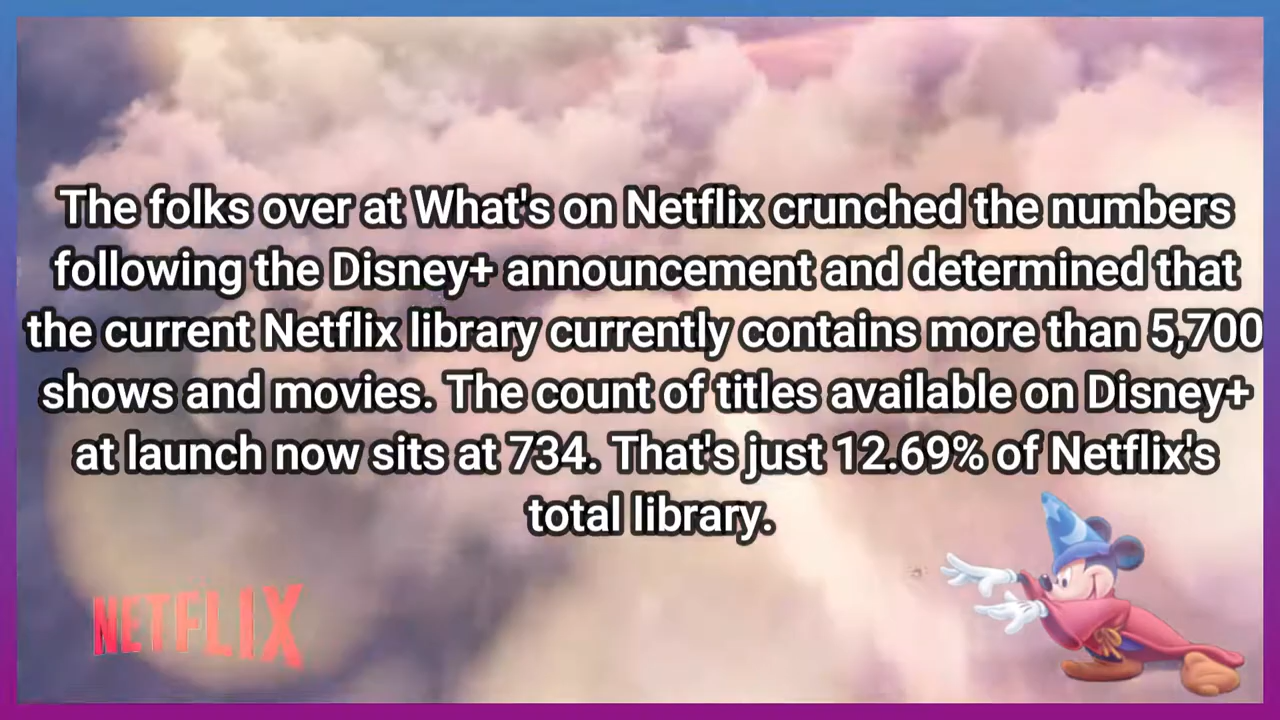 The folks over at What's on Netflix crunched the numbers
following the Disney+ announcement and determined that
the current Netflix library currently contains more than 5,700
shows and movies. The count of titles available on Disney+
at launch now sits at 734. That's just 12.69% of Netflix's
total library.
NETFLIX